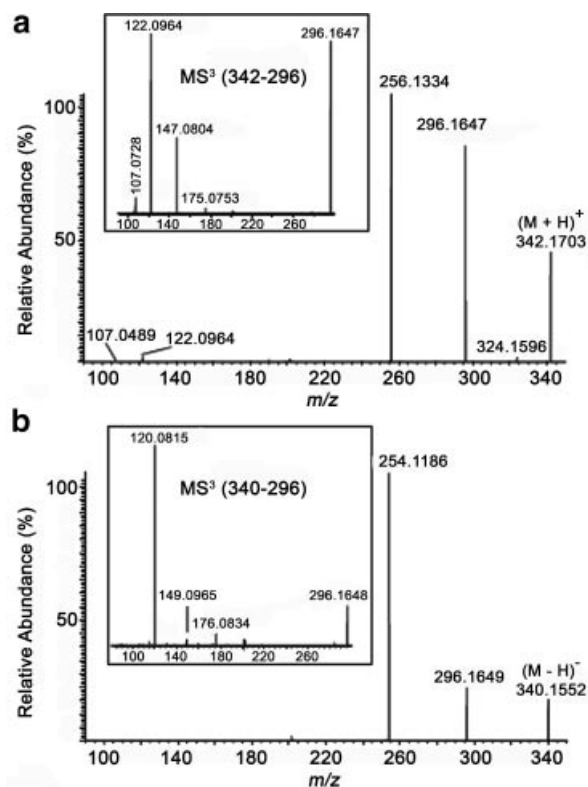 a
122.0964
296.1647
MS³ (342-296)
107.0728
147.0804
175.0753
100 140 180 220 260
256.1334
296.1647
(M + H)⁺
342.1703
324.1596
107.0489
122.0964
100
50
Relative Abundance (%)
100 140 180 220 260 300 340
m/z
b
120.0815
MS³ (340-296)
149.0965
176.0834
296.1648
100 140 180 220 260
254.1186
296.1649
(M - H)⁻
340.1552
100
50
Relative Abundance (%)
100 140 180 220 260 300 340
m/z